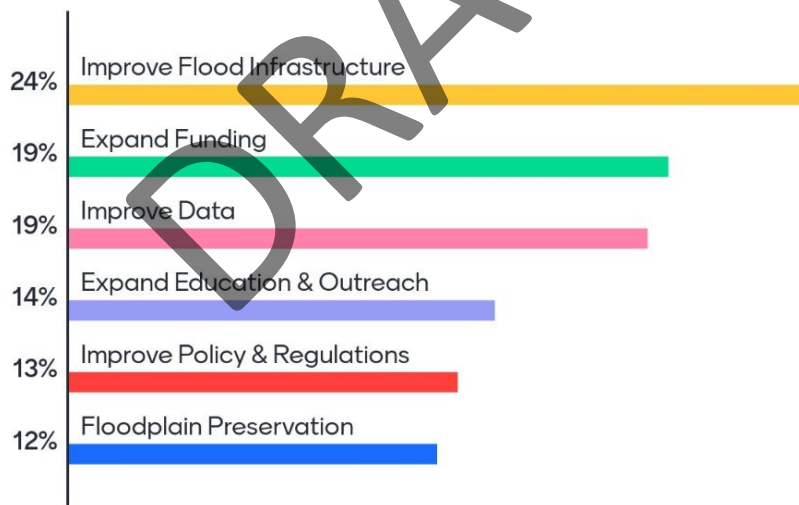 24%
Improve Flood Infrastructure
19%
Expand Funding
19%
Improve Data
14%
Expand Education & Outreach
13%
Improve Policy & Regulations
12%
Floodplain Preservation
DRA